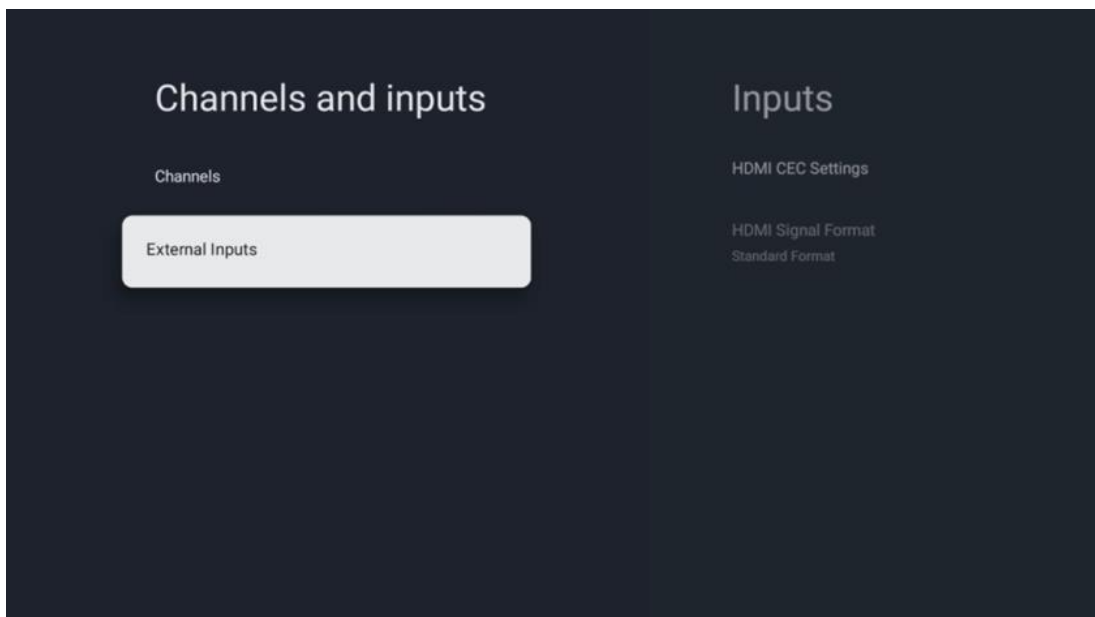 Channels and inputs
Channels
External Inputs
Inputs
HDMI CEC Settings
HDMI Signal Format
Standard Format